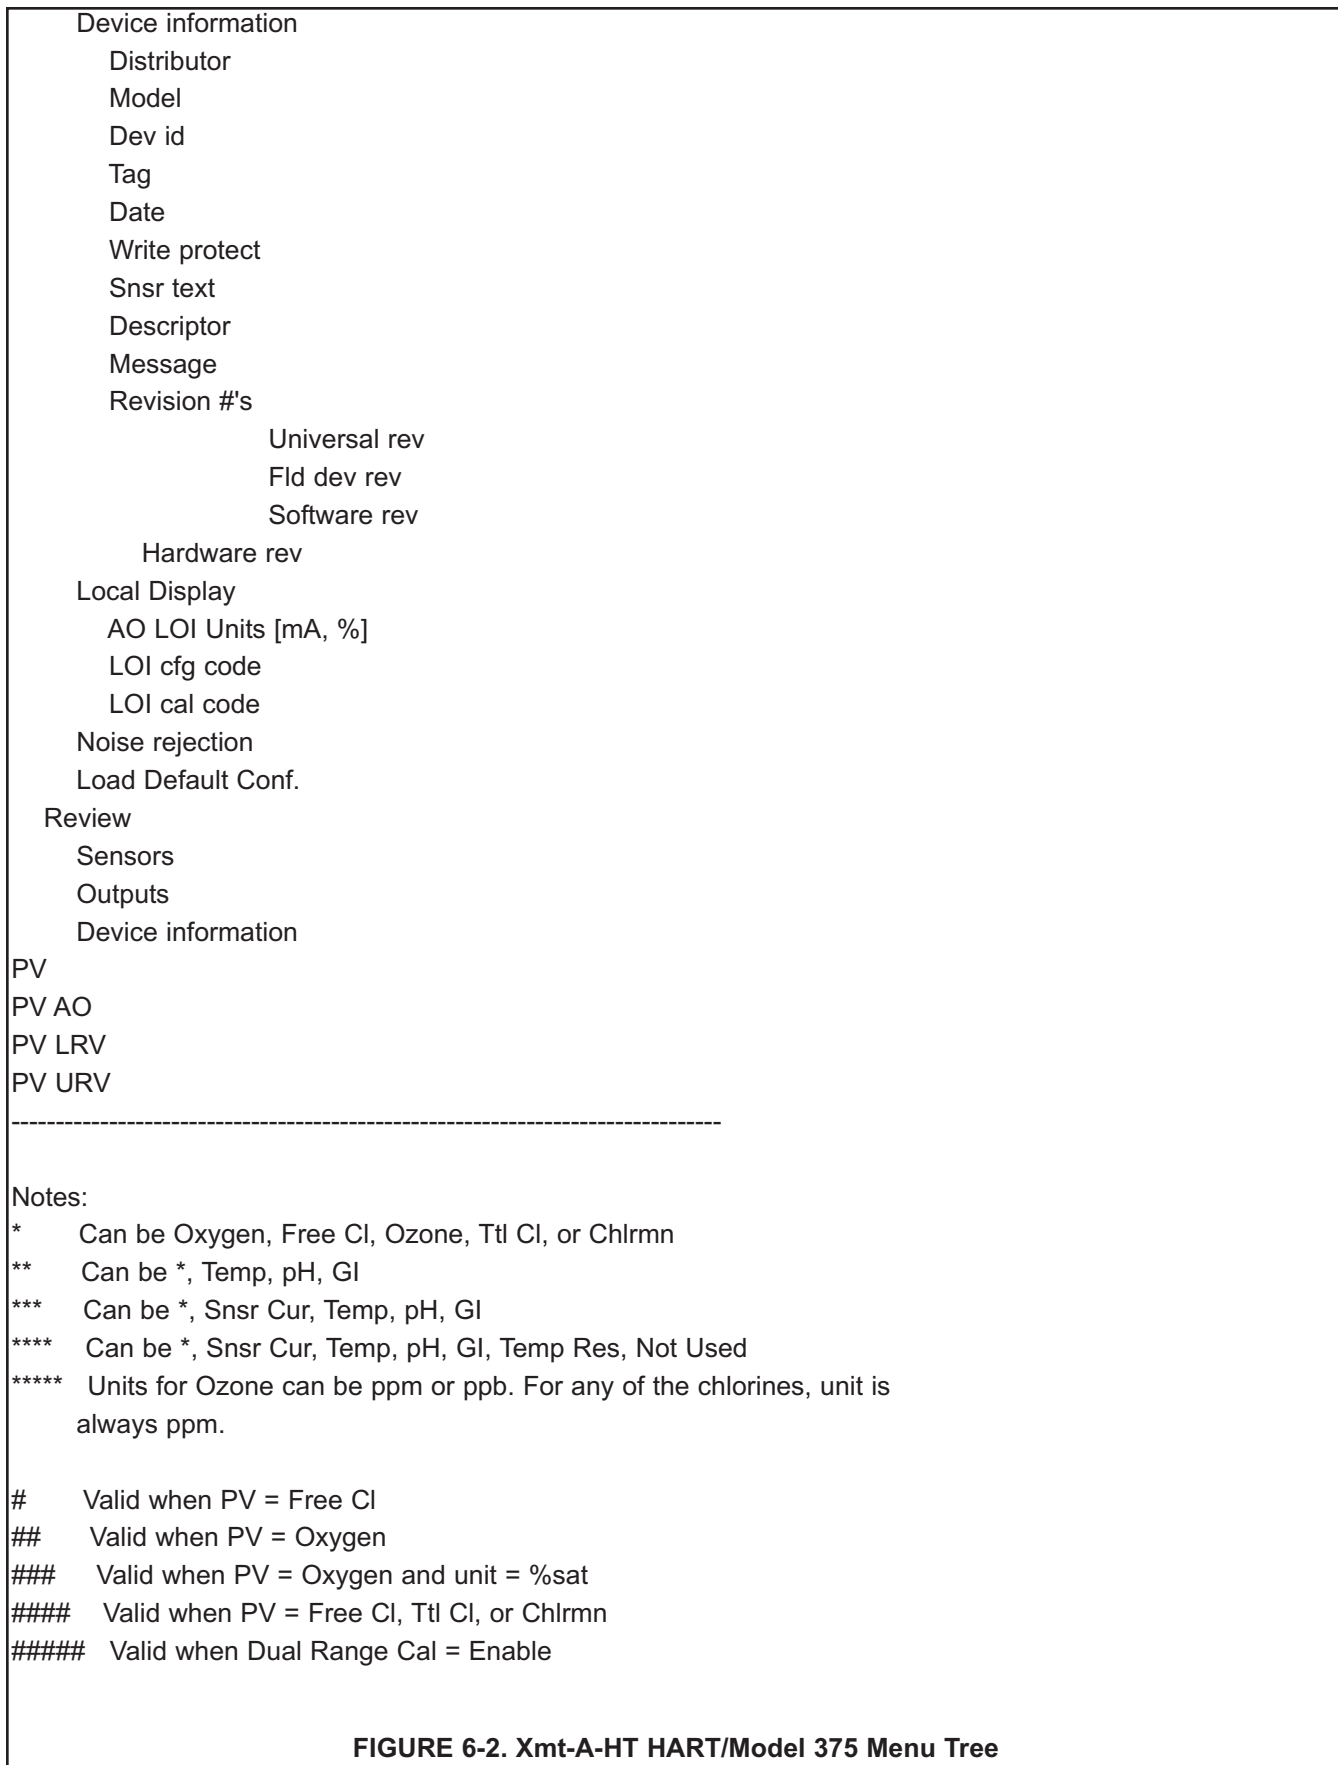 Device information
Distributor
Model
Dev id
Tag
Date
Write protect
Snsr text
Descriptor
Message
Revision #'s
Universal rev
Fld dev rev
Software rev
Hardware rev
Local Display
AO LOI Units [mA, %]
LOI cfg code
LOI cal code
Noise rejection
Load Default Conf.
Review
Sensors
Outputs
Device information
PV
PV AO
PV LRV
PV URV
--------------------------------------------------------------------------------
Notes:
* Can be Oxygen, Free Cl, Ozone, Ttl Cl, or Chlrmn
** Can be *, Temp, pH, GI
*** Can be *, Snsr Cur, Temp, pH, GI
**** Can be *, Snsr Cur, Temp, pH, GI, Temp Res, Not Used
***** Units for Ozone can be ppm or ppb. For any of the chlorines, unit is
always ppm.
# Valid when PV = Free Cl
## Valid when PV = Oxygen
### Valid when PV = Oxygen and unit = %sat
#### Valid when PV = Free Cl, Ttl Cl, or Chlrmn
##### Valid when Dual Range Cal = Enable
FIGURE 6-2. Xmt-A-HT HART/Model 375 Menu Tree